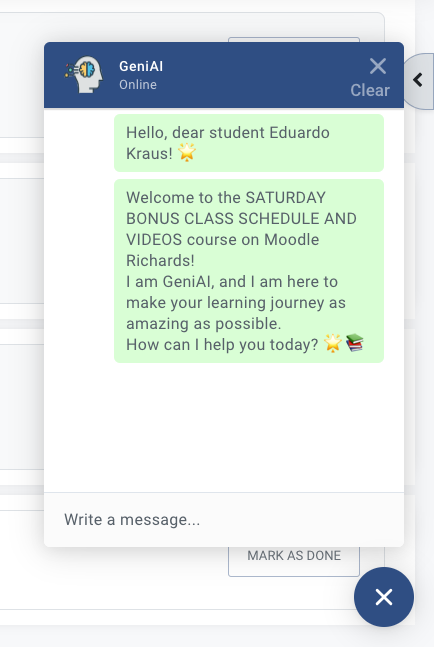 GeniAI
Online
Clear
Hello, dear student Eduardo
Kraus! 🌟
Welcome to the SATURDAY
BONUS CLASS SCHEDULE AND
VIDEOS course on Moodle
Richards!
I am GeniAI, and I am here to
make your learning journey as
amazing as possible.
How can I help you today? 🌟📚
Write a message...
MARK AS DONE